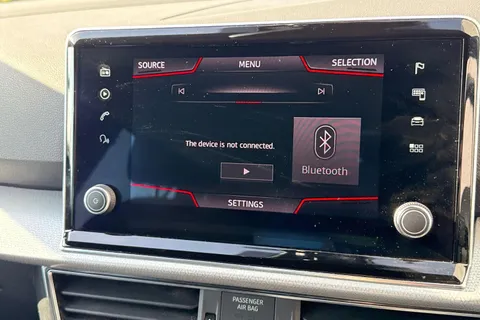 SOURCE MENU SELECTION
The device is not connected.
Bluetooth
SETTINGS
PASSENGER
AIR BAG